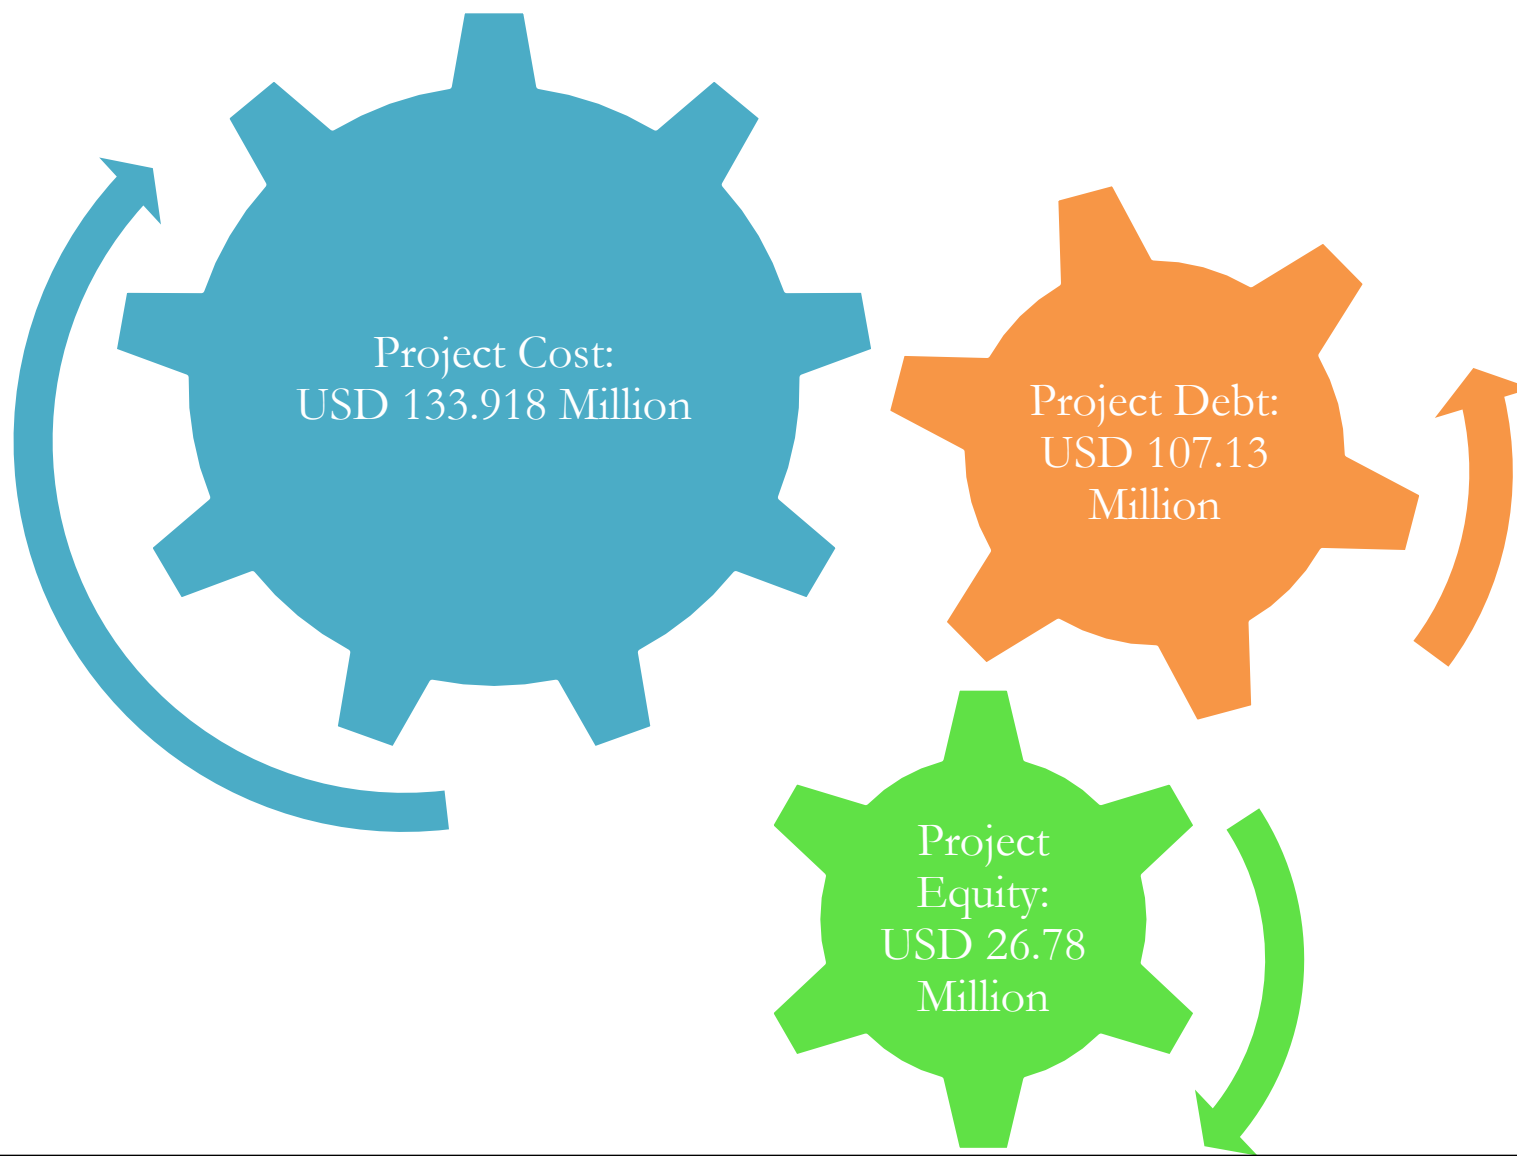 Project Cost:
USD 133.918 Million
Project Debt:
USD 107.13
Million
Project
Equity:
USD 26.78
Million